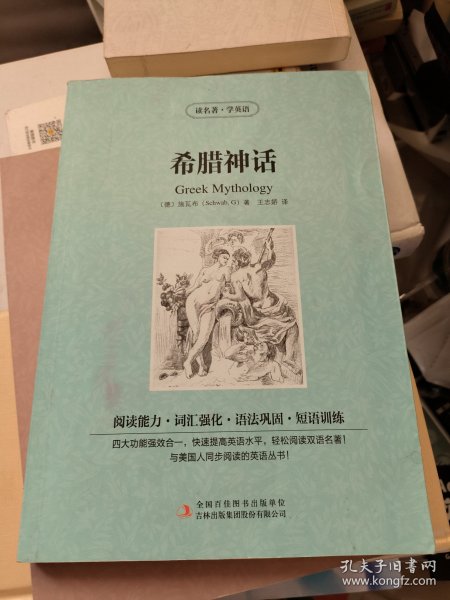 读名著·学英语
希腊神话
Greek Mythology
（德）施瓦布（Schwab, G）著 王志娇 译
阅读能力·词汇强化·语法巩固·短语训练
四大功能强效合一，快速提高英语水平，轻松阅读双语名著！
与美国人同步阅读的英语丛书！
全国百佳图书出版单位
吉林出版集团股份有限公司
孔夫子旧书网
www.kongfz.com